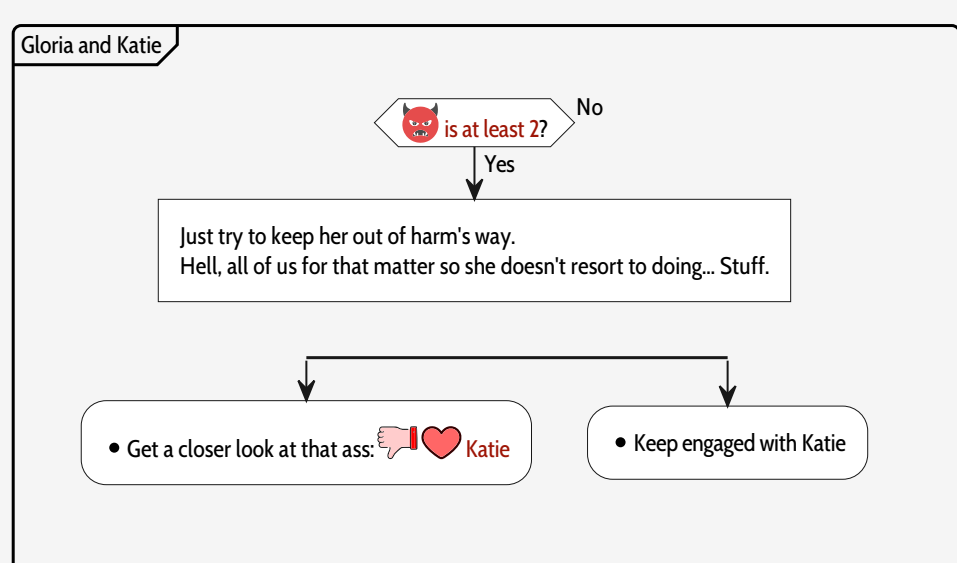 Gloria and Katie
is at least 2?
No
Yes
Just try to keep her out of harm's way.
Hell, all of us for that matter so she doesn't resort to doing... Stuff.
• Get a closer look at that ass: Katie
• Keep engaged with Katie